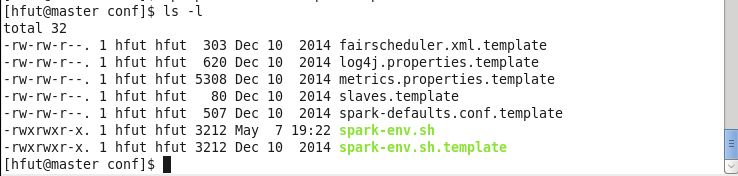 [hfut@master conf]$ ls -l
total 32
-rw-rw-r--. 1 hfut hfut  303 Dec 10  2014 fairscheduler.xml.template
-rw-rw-r--. 1 hfut hfut  620 Dec 10  2014 log4j.properties.template
-rw-rw-r--. 1 hfut hfut 5308 Dec 10  2014 metrics.properties.template
-rw-rw-r--. 1 hfut hfut   80 Dec 10  2014 slaves.template
-rw-rw-r--. 1 hfut hfut  507 Dec 10  2014 spark-defaults.conf.template
-rwxrwxr-x. 1 hfut hfut 3212 May  7 19:22 spark-env.sh
-rwxrwxr-x. 1 hfut hfut 3212 Dec 10  2014 spark-env.sh.template
[hfut@master conf]$